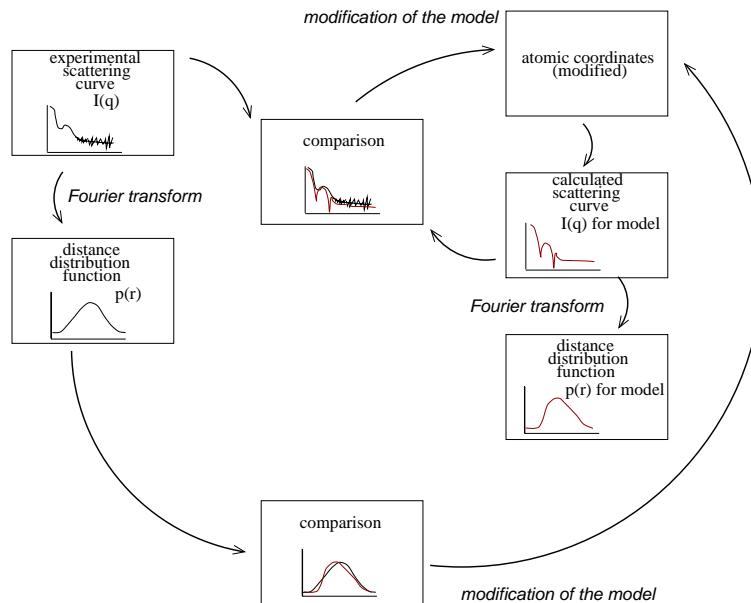 modification of the model
experimental
scattering
curve
I(q)
atomic coordinates
(modified)
comparison
calculated
scattering
curve
I(q) for model
Fourier transform
distance
distribution
function
p(r)
Fourier transform
distance
distribution
function
p(r) for model
comparison
modification of the model